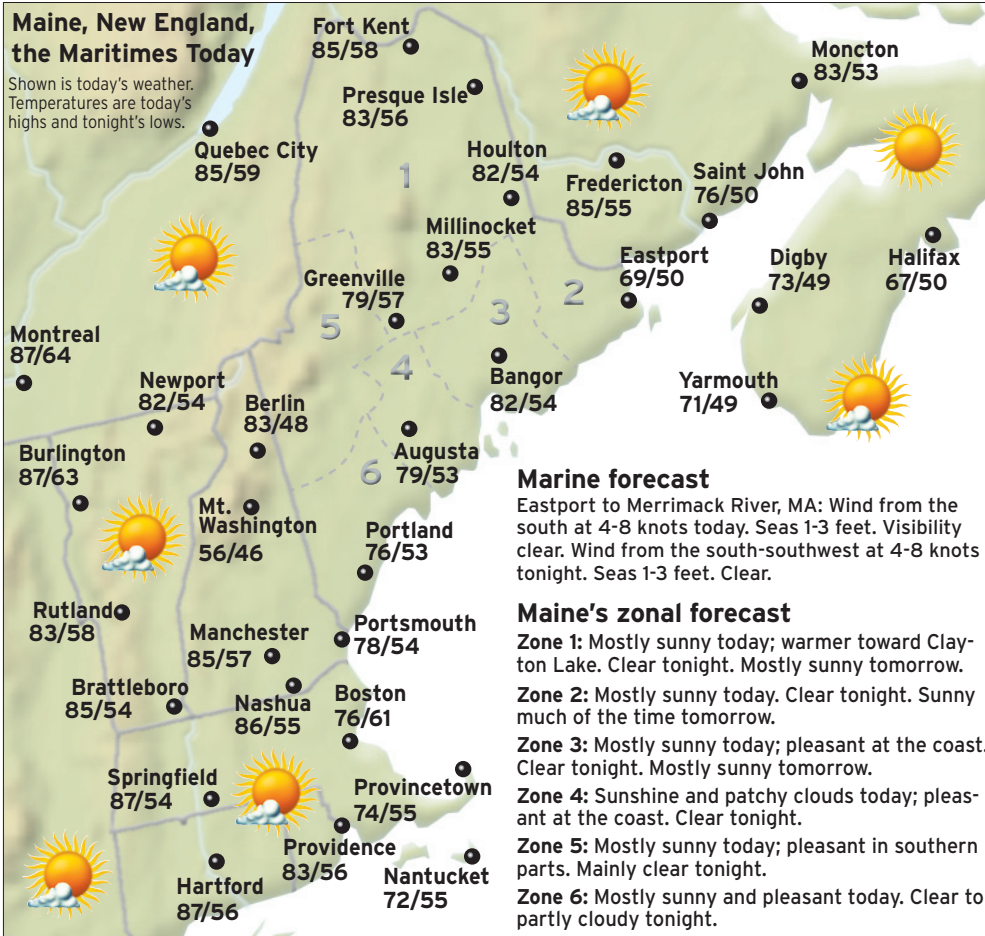 Maine, New England,
the Maritimes Today
Shown is today's weather.
Temperatures are today's
highs and tonight's lows.
Fort Kent
85/58
Moncton
83/53
Presque Isle
83/56
Quebec City
85/59
Houlton
82/54
1
Fredericton
85/55
Saint John
76/50
Millinocket
83/55
Greenville
79/57
Eastport
69/50
Digby
73/49
Halifax
67/50
5
3
2
4
Montreal
87/64
Newport
82/54
Berlin
83/48
Bangor
82/54
Yarmouth
71/49
Burlington
87/63
Augusta
79/53
6
Mt.
Washington
56/46
Portland
76/53
Rutland
83/58
Manchester
85/57
Portsmouth
78/54
Brattleboro
85/54
Nashua
86/55
Boston
76/61
Springfield
87/54
Provincetown
74/55
Providence
83/56
Hartford
87/56
Nantucket
72/55
Marine forecast
Eastport to Merrimack River, MA: Wind from the
south at 4-8 knots today. Seas 1-3 feet. Visibility
clear. Wind from the south-southwest at 4-8 knots
tonight. Seas 1-3 feet. Clear.
Maine's zonal forecast
Zone 1: Mostly sunny today; warmer toward Clay-
ton Lake. Clear tonight. Mostly sunny tomorrow.
Zone 2: Mostly sunny today. Clear tonight. Sunny
much of the time tomorrow.
Zone 3: Mostly sunny today; pleasant at the coast.
Clear tonight. Mostly sunny tomorrow.
Zone 4: Sunshine and patchy clouds today; pleas-
ant at the coast. Clear tonight.
Zone 5: Mostly sunny today; pleasant in southern
parts. Mainly clear tonight.
Zone 6: Mostly sunny and pleasant today. Clear to
partly cloudy tonight.